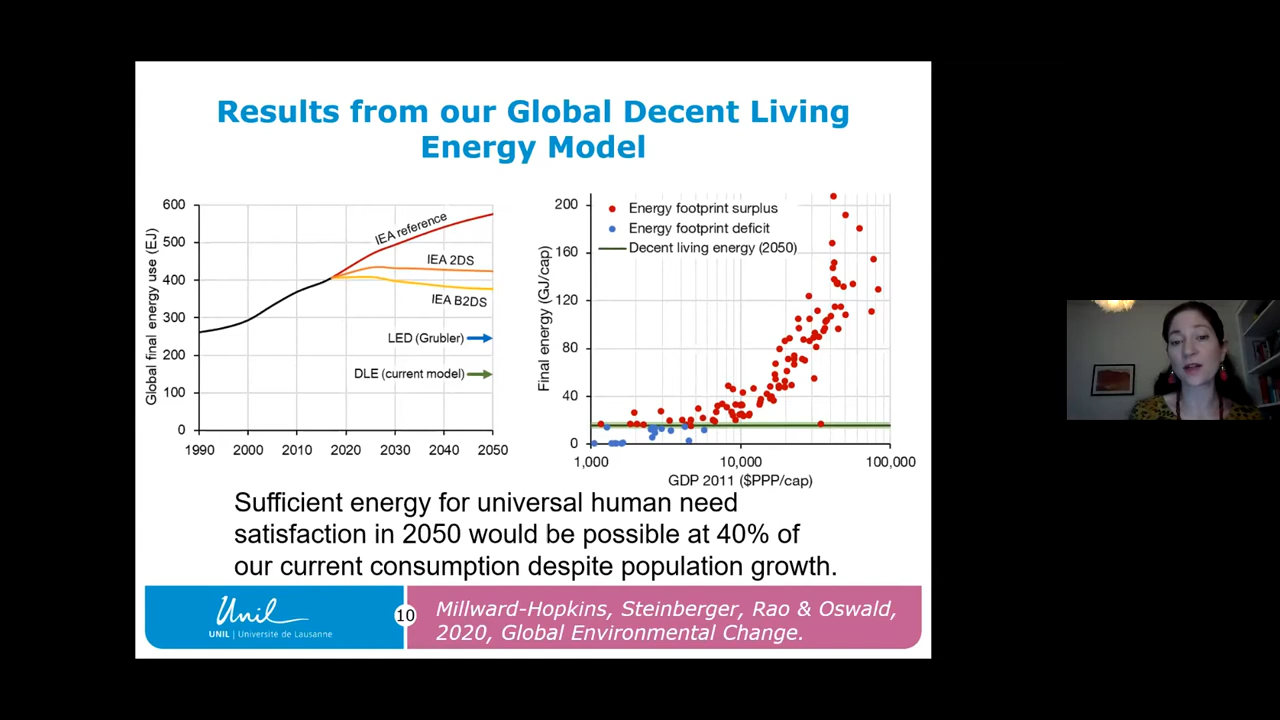 Results from our Global Decent Living
Energy Model
600
500
400
300
200
100
0
1990
2000
2010
2020
2030
2040
2050
Global final energy use (EJ)
IEA reference
IEA 2DS
IEA B2DS
LED (Grubler)
DLE (current model)
200
160
120
80
40
0
1,000
10,000
100,000
Final energy (GJ/cap)
GDP 2011 ($PPP/cap)
Energy footprint surplus
Energy footprint deficit
Decent living energy (2050)
Sufficient energy for universal human need
satisfaction in 2050 would be possible at 40% of
our current consumption despite population growth.
Unil
UNIL | Université de Lausanne
10
Millward-Hopkins, Steinberger, Rao & Oswald,
2020, Global Environmental Change.